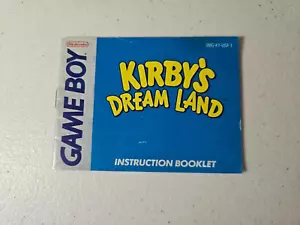 Nintendo
GAME BOY
KIRBY'S
DREAM LAND
INSTRUCTION BOOKLET